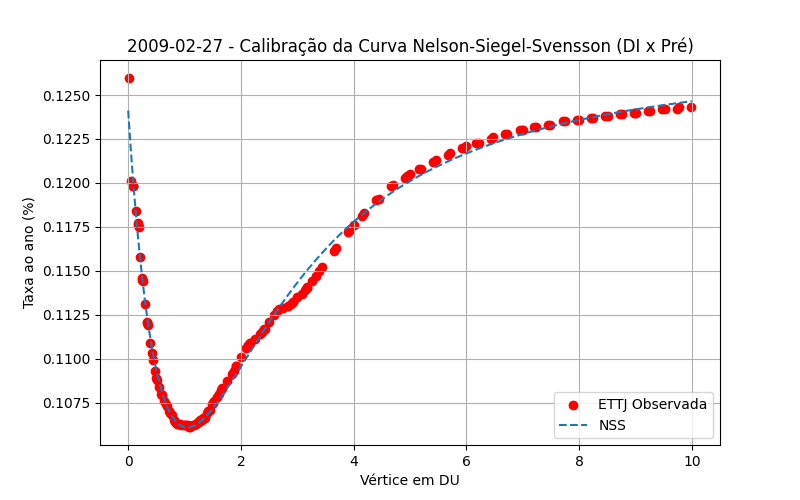 2009-02-27 - Calibração da Curva Nelson-Siegel-Svensson (DI x Pré)
Taxa ao ano (%)
0.1250
0.1225
0.1200
0.1175
0.1150
0.1125
0.1100
0.1075
ETTJ Observada
NSS
0 2 4 6 8 10
Vértice em DU